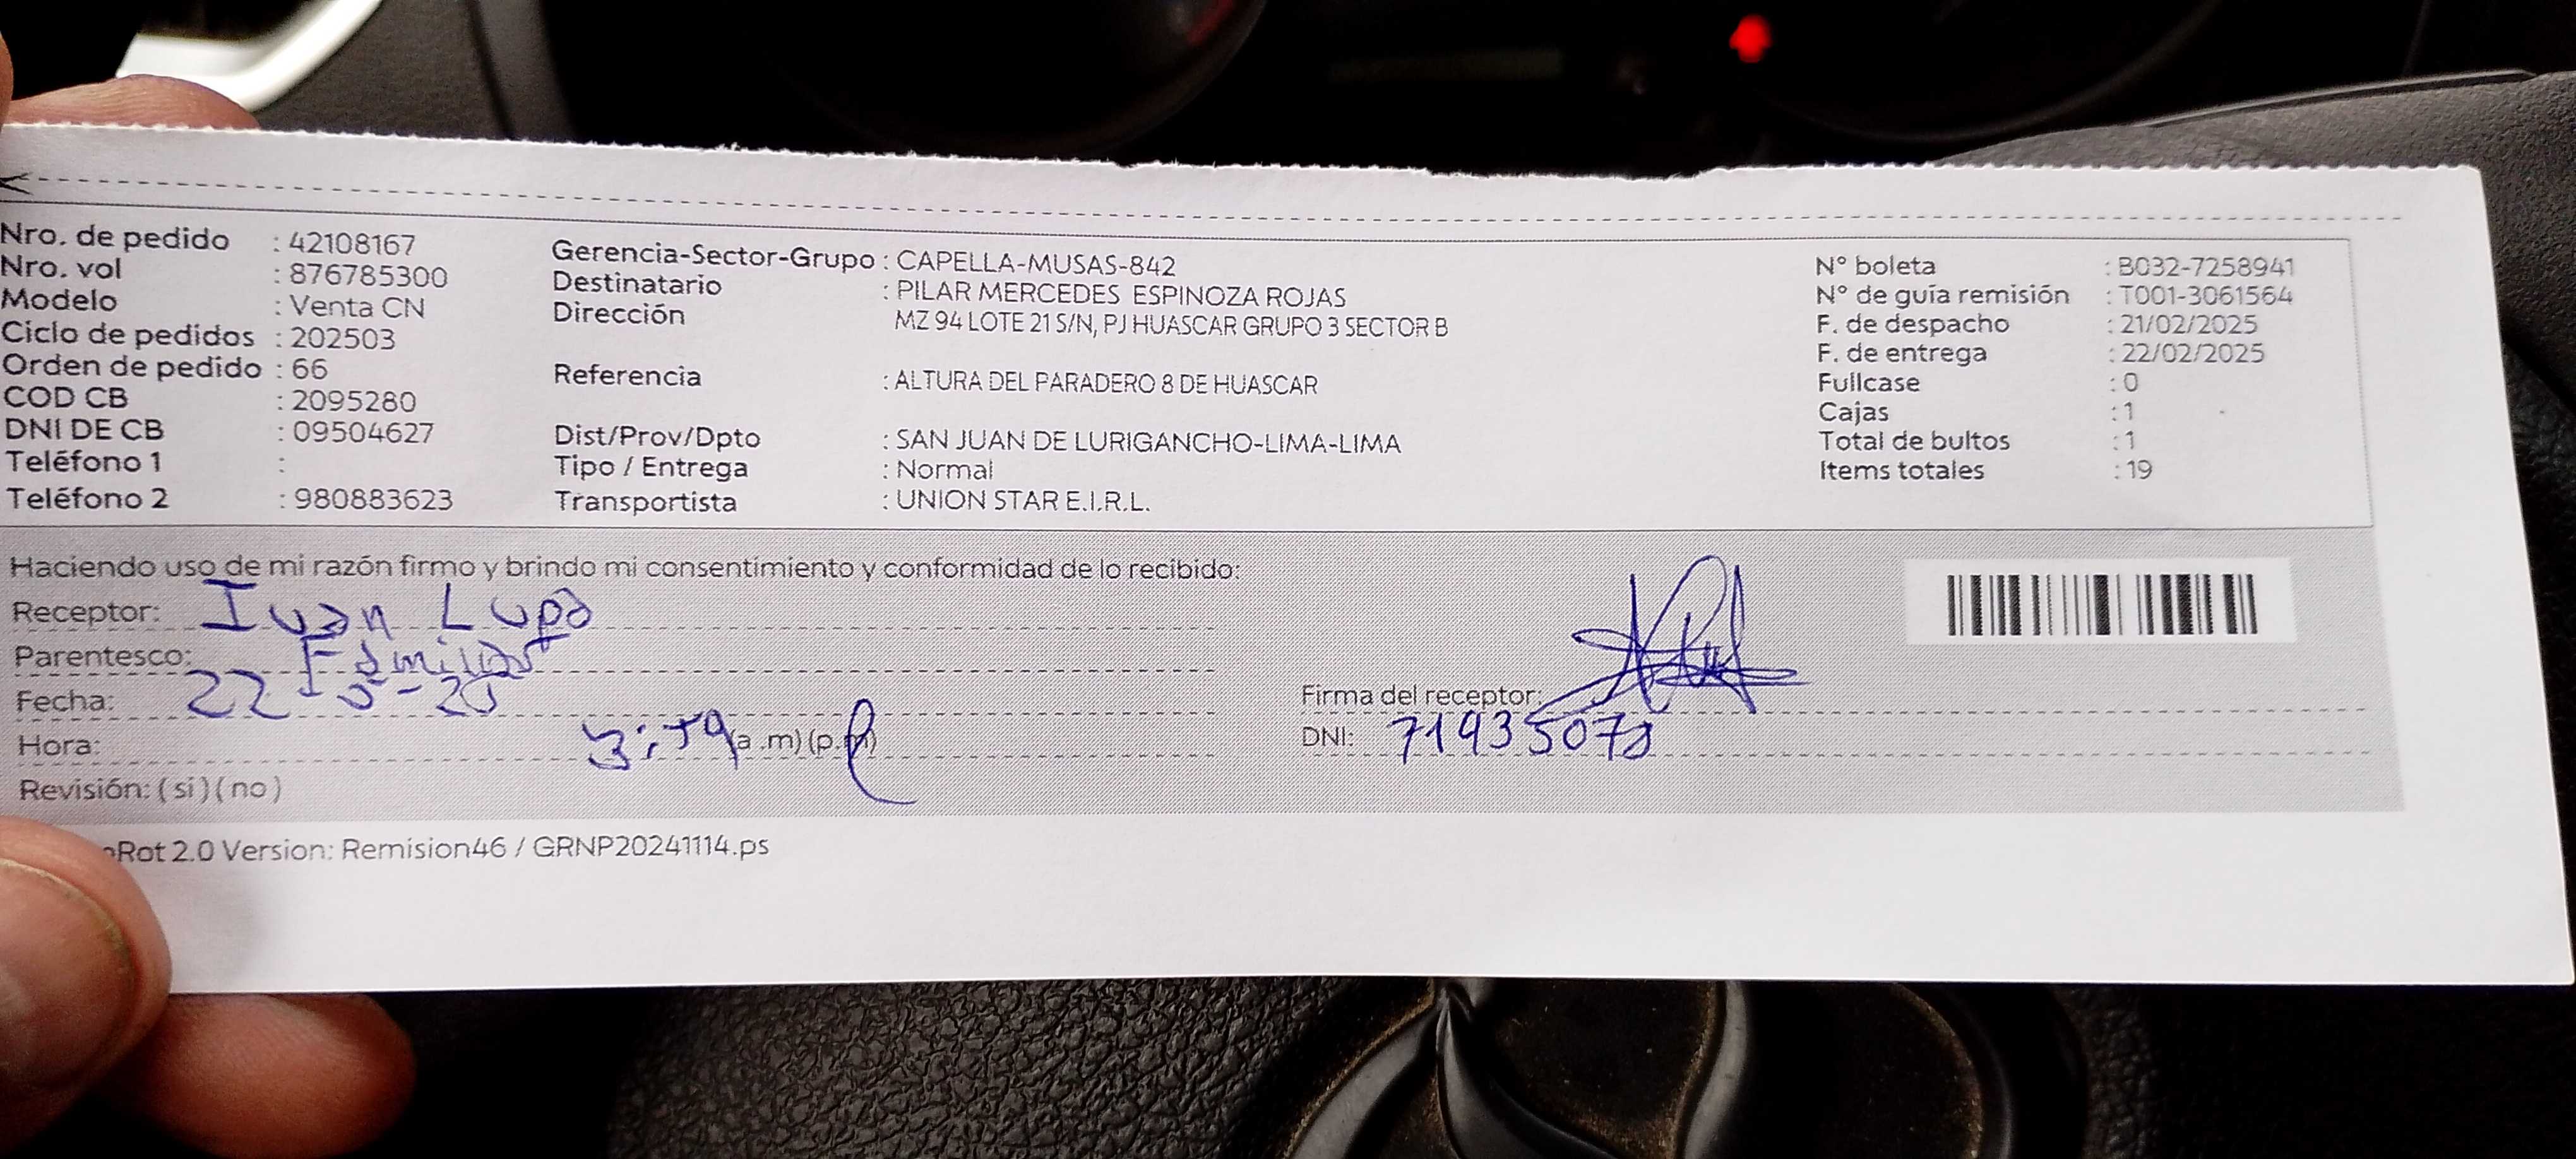 Nro. de pedido : 42108167
Nro. vol : 876785300
Modelo : Venta CN
Ciclo de pedidos : 202503
Orden de pedido : 66
COD CB : 2095280
DNI DE CB : 09504627
Teléfono 1 :
Teléfono 2 : 980883623
Gerencia-Sector-Grupo : CAPELLA-MUSAS-842
Destinatario : PILAR MERCEDES ESPINOZA ROJAS
Dirección MZ 94 LOTE 21 S/N, PJ HUASCAR GRUPO 3 SECTOR B
Referencia : ALTURA DEL PARADERO 8 DE HUASCAR
Dist/Prov/Dpto : SAN JUAN DE LURIGANCHO-LIMA-LIMA
Tipo / Entrega : Normal
Transportista : UNION STAR E.I.R.L.
N° boleta : B032-7258941
N° de guía remisión : T001-3061564
F. de despacho : 21/02/2025
F. de entrega : 22/02/2025
Fullcase : 0
Cajas : 1
Total de bultos : 1
Items totales : 19
Haciendo uso de mi razón firmo y brindo mi consentimiento y conformidad de lo recibido:
Receptor: Ivan Lupa
Parentesco: Familiar
Fecha: 22
Hora: (a .m) (p.m)
Revisión: ( si ) ( no )
Firma del receptor:
DNI: 71935078
Rot 2.0 Version: Remision46 / GRNP20241114.ps